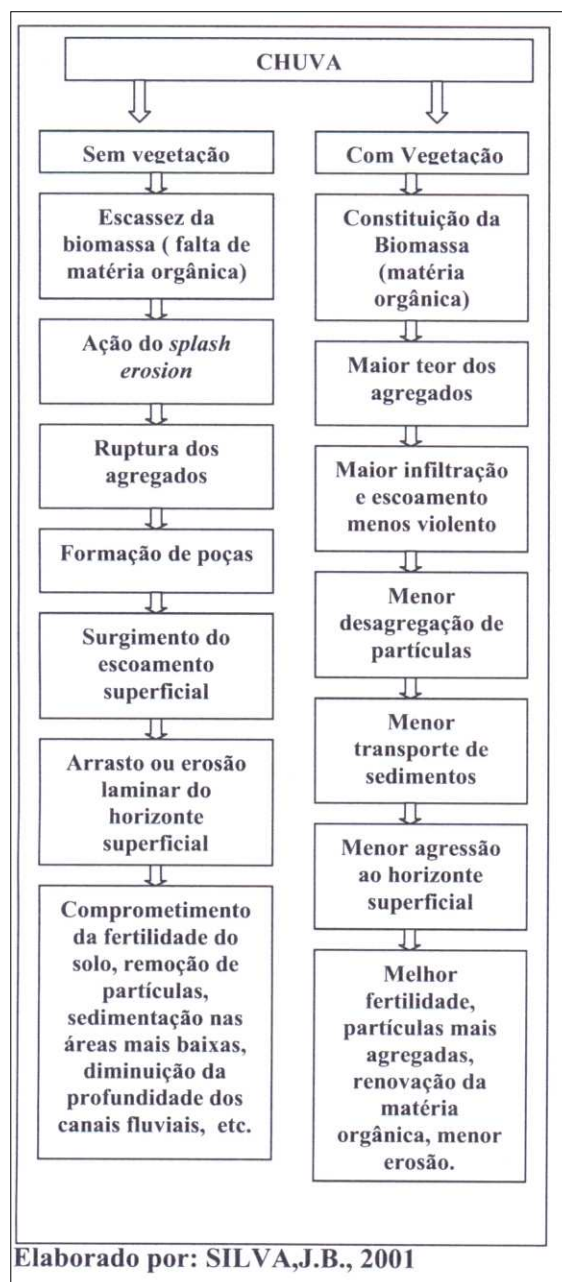 CHUVA
Sem vegetação
Escassez da
biomassa ( falta de
matéria orgânica)
Ação do splash
erosion
Ruptura dos
agregados
Formação de poças
Surgimento do
escoamento
superficial
Arrasto ou erosão
laminar do
horizonte
superficial
Comprometimento
da fertilidade do
solo, remoção de
partículas,
sedimentação nas
áreas mais baixas,
diminuição da
profundidade dos
canais fluviais, etc.
Com Vegetação
Constituição da
Biomassa
(matéria
orgânica)
Maior teor dos
agregados
Maior infiltração
e escoamento
menos violento
Menor
desagregação de
partículas
Menor
transporte de
sedimentos
Menor agressão
ao horizonte
superficial
Melhor
fertilidade,
partículas mais
agregadas,
renovação da
matéria
orgânica, menor
erosão.
Elaborado por: SILVA,J.B., 2001